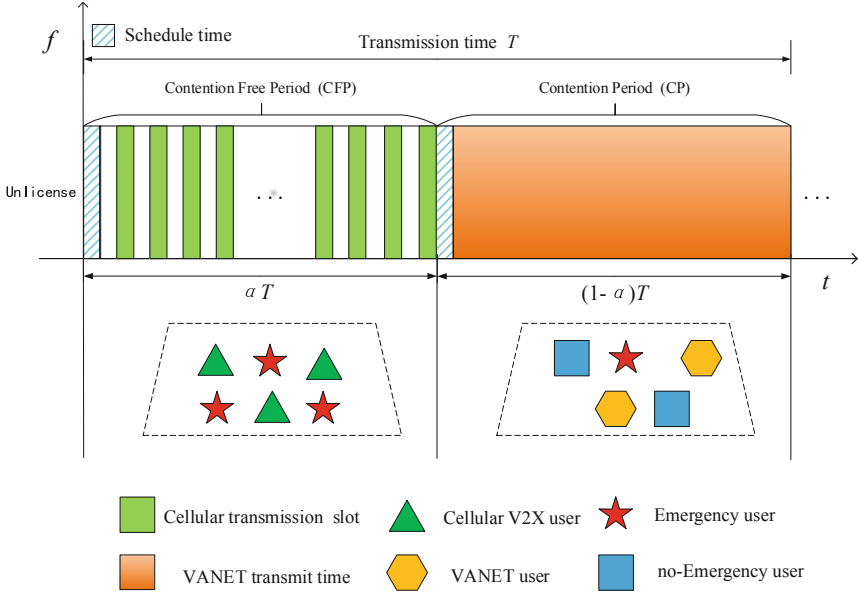 f
Schedule time
Transmission time T
Contention Free Period (CFP)
Contention Period (CP)
Unlicense
...
...
αT
(1-α)T
t
Cellular transmission slot
Cellular V2X user
Emergency user
VANET transmit time
VANET user
no-Emergency user